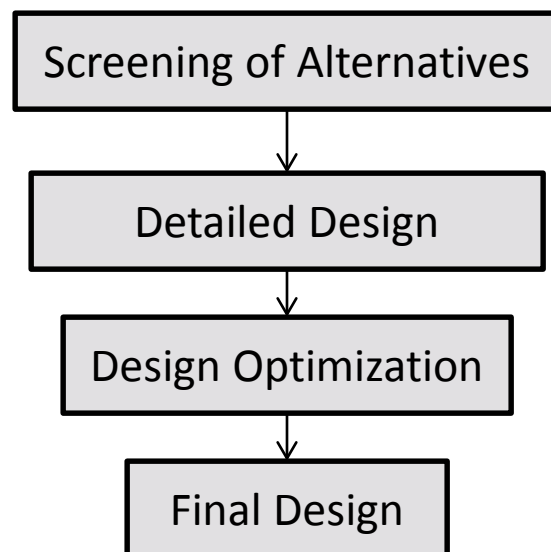 Screening of Alternatives
Detailed Design
Design Optimization
Final Design